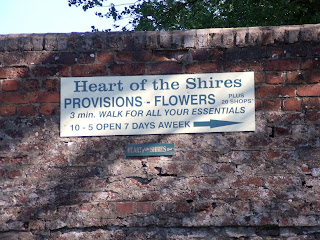 Heart of the Shires
PROVISIONS - FLOWERS PLUS 20 SHOPS
3 min. WALK FOR ALL YOUR ESSENTIALS
10 - 5 OPEN 7 DAYS AWEEK